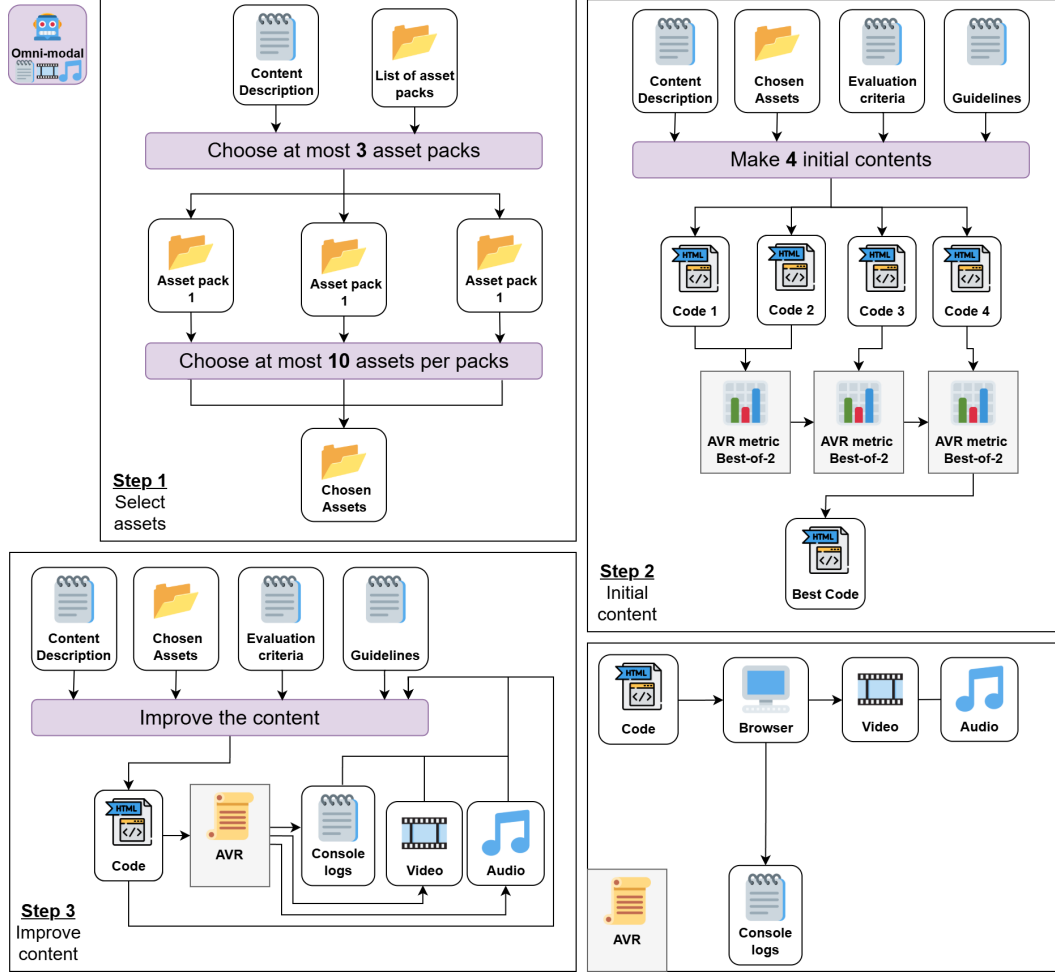 Omni-modal
Content
Description
List of asset
packs
Choose at most 3 asset packs
Asset pack
1
Asset pack
1
Asset pack
1
Choose at most 10 assets per packs
Chosen
Assets
Step 1
Select
assets
Content
Description
Chosen
Assets
Evaluation
criteria
Guidelines
Make 4 initial contents
HTML
Code 1
HTML
Code 2
HTML
Code 3
HTML
Code 4
AVR metric
Best-of-2
AVR metric
Best-of-2
AVR metric
Best-of-2
HTML
Best Code
Step 2
Initial
content
Content
Description
Chosen
Assets
Evaluation
criteria
Guidelines
Improve the content
HTML
Code
AVR
Console
logs
Video
Audio
Step 3
Improve
content
HTML
Code
Browser
Video
Audio
Console
logs
AVR